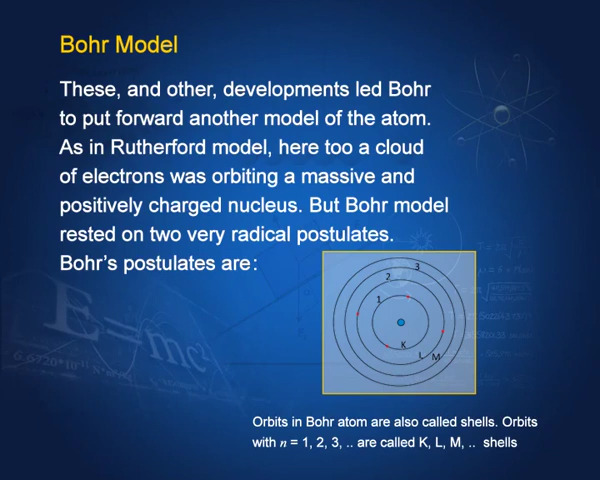 Bohr Model
These, and other, developments led Bohr
to put forward another model of the atom.
As in Rutherford model, here too a cloud
of electrons was orbiting a massive and
positively charged nucleus. But Bohr model
rested on two very radical postulates.
Bohr's postulates are:
3
2
1
K
L
M
E=mc²
Orbits in Bohr atom are also called shells. Orbits
with n = 1, 2, 3, .. are called K, L, M, .. shells